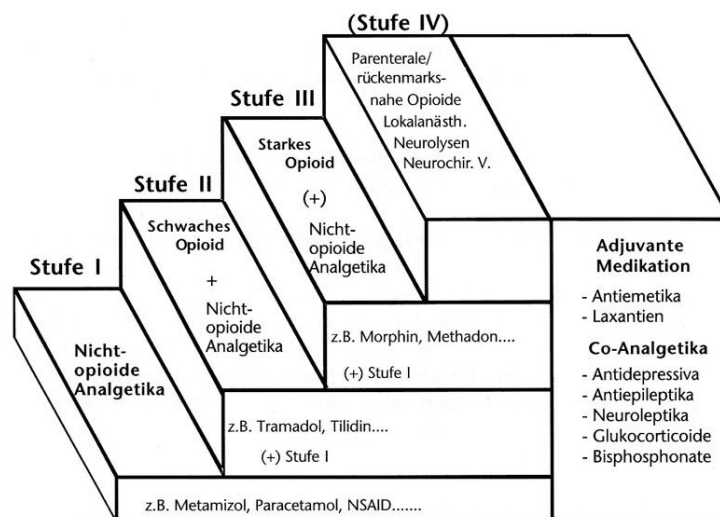 (Stufe IV)
Parenterale/
rückenmarks-
nahe Opioide
Lokalanästh.
Neurolysen
Neurochir. V.
Stufe III
Starkes
Opioid
(+)
Nicht-
opioide
Analgetika
Stufe II
Schwaches
Opioid
+
Nicht-
opioide
Analgetika
Stufe I
Nicht-
opioide
Analgetika
z.B. Morphin, Methadon....
(+) Stufe I
z.B. Tramadol, Tilidin....
(+) Stufe I
z.B. Metamizol, Paracetamol, NSAID.......
Adjuvante
Medikation
- Antiemetika
- Laxantien
Co-Analgetika
- Antidepressiva
- Antiepileptika
- Neuroleptika
- Glukocorticoide
- Bisphosphonate